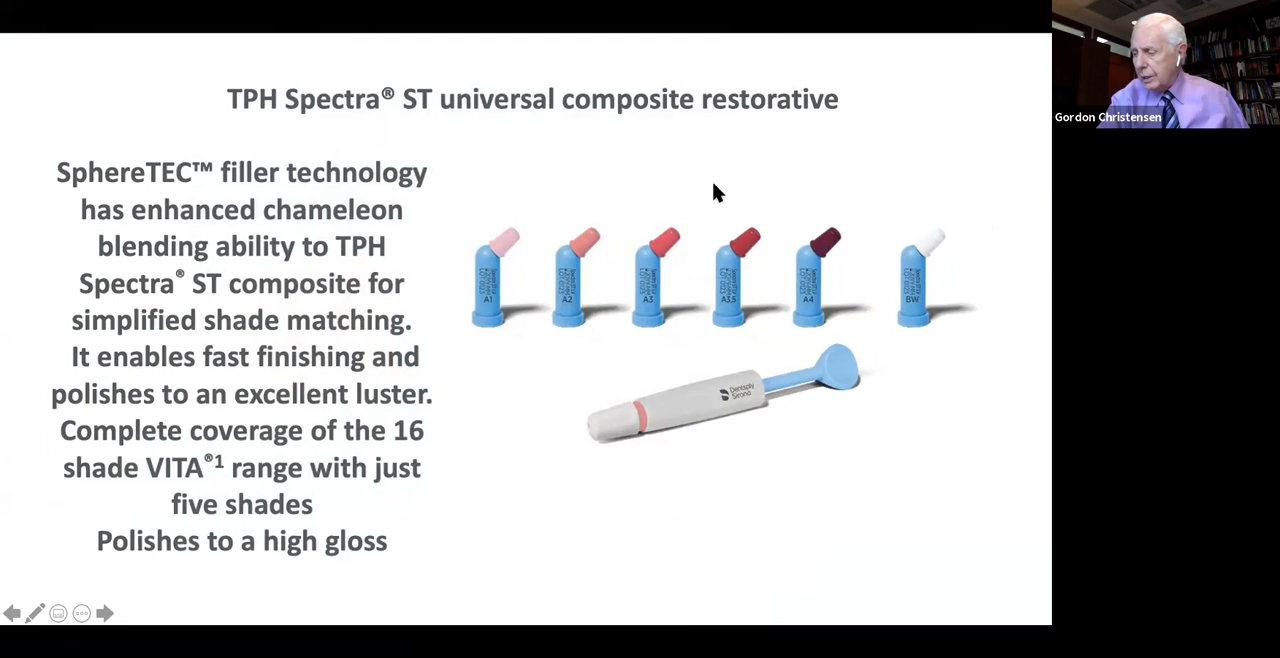 TPH Spectra® ST universal composite restorative
SphereTEC™ filler technology
has enhanced chameleon
blending ability to TPH
Spectra® ST composite for
simplified shade matching.
It enables fast finishing and
polishes to an excellent luster.
Complete coverage of the 16
shade VITA®1 range with just
five shades
Polishes to a high gloss
A1
A2
A3
A3.5
A4
BW
Dentsply
Sirona
Gordon Christensen